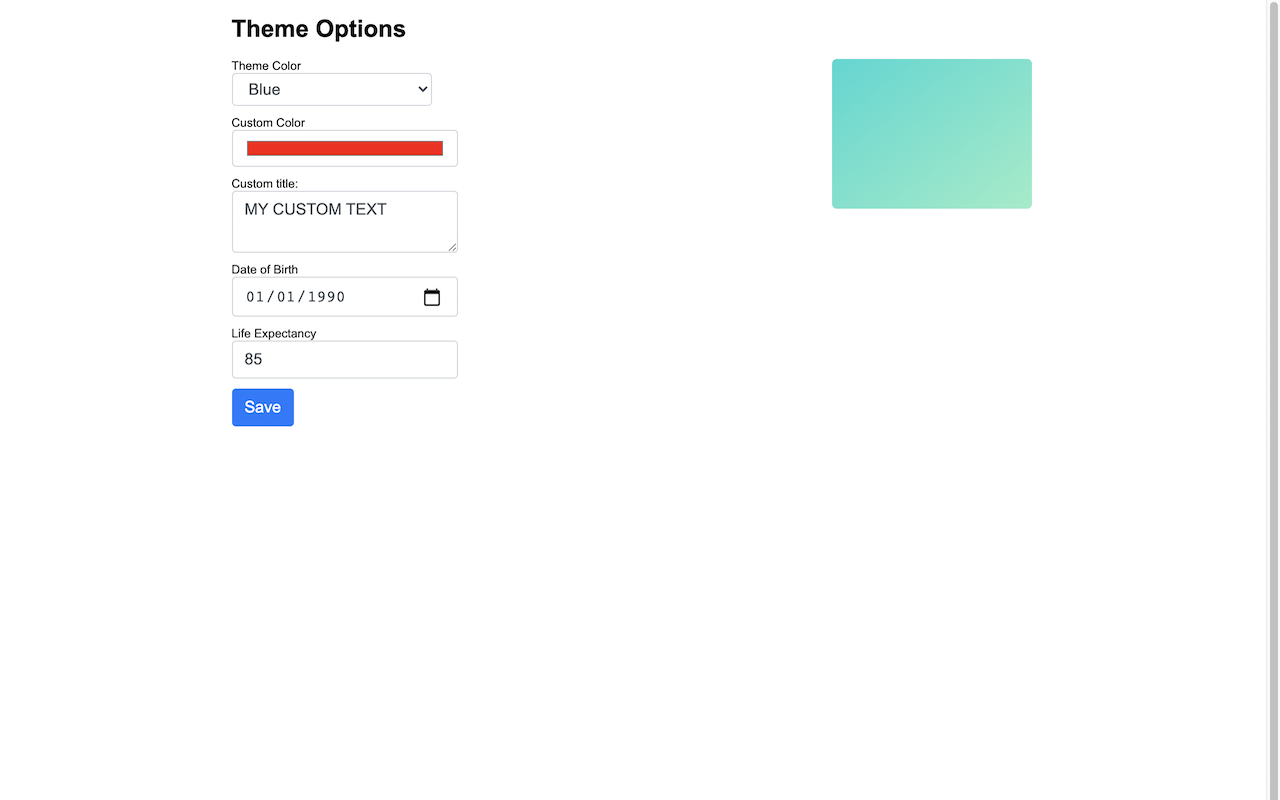 Theme Options
Theme Color
Blue
Custom Color
Custom title:
MY CUSTOM TEXT
Date of Birth
01/01/1990
Life Expectancy
85
Save